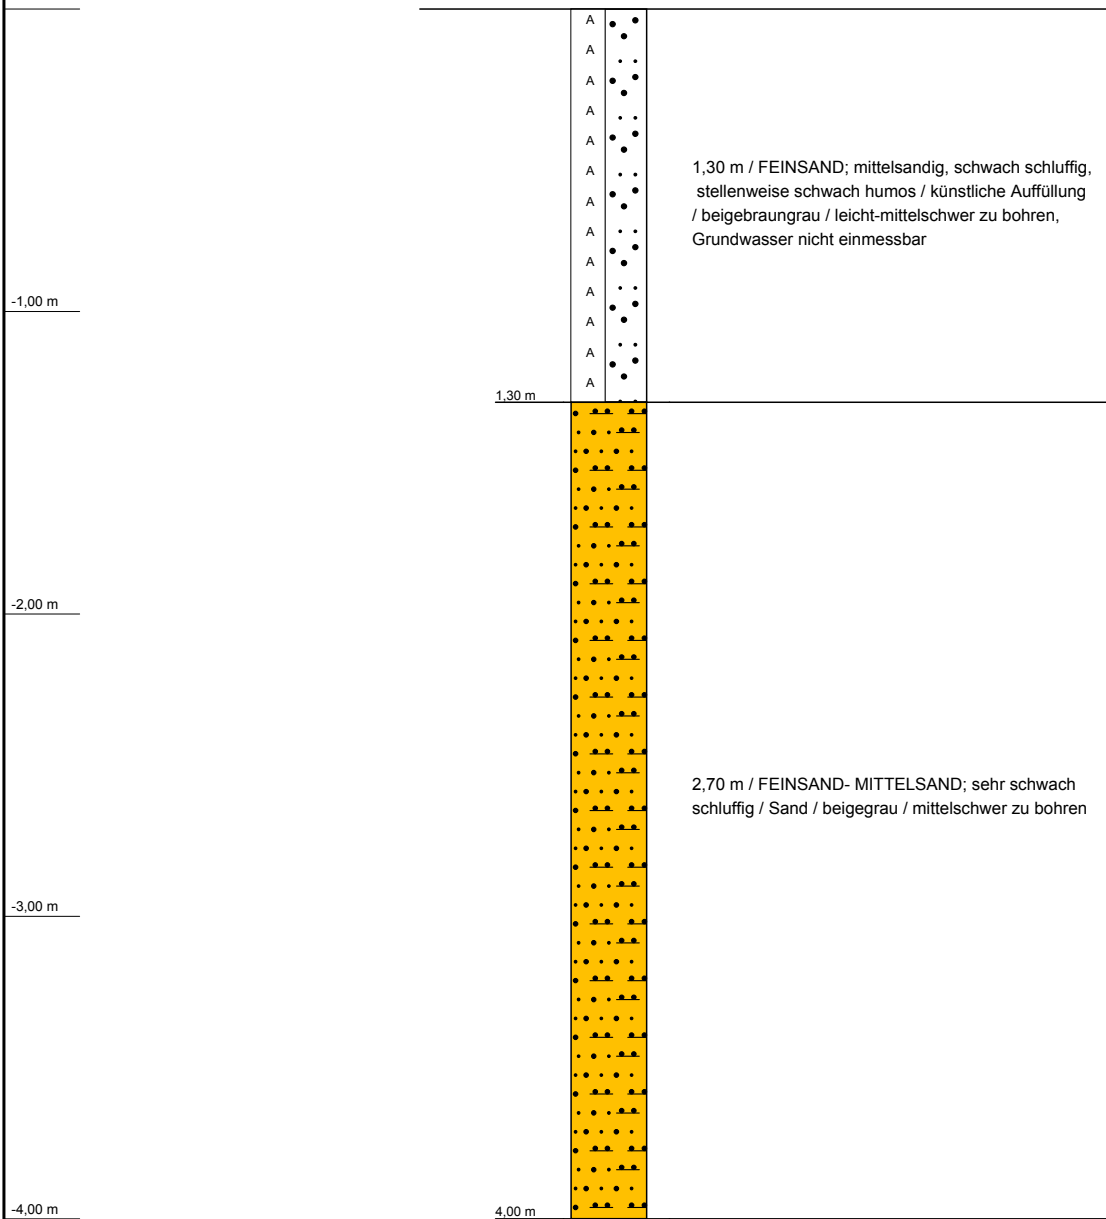 A
A
A
A
A
A
A
A
A
A
A
A
A
1,30 m / FEINSAND; mittelsandig, schwach schluffig,
stellenweise schwach humos / künstliche Auffüllung
/ beigebraungrau / leicht-mittelschwer zu bohren,
Grundwasser nicht einmessbar
-1,00 m
1,30 m
-2,00 m
2,70 m / FEINSAND- MITTELSAND; sehr schwach
schluffig / Sand / beigegrau / mittelschwer zu bohren
-3,00 m
-4,00 m
4,00 m